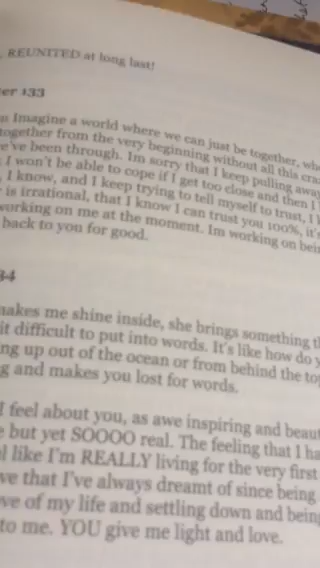 REUNITED at long last!
er 133
n Imagine a world where we can just be together, wh
together from the very beginning without all this cra
e've been through. Im sorry that I keep pulling away
I won't be able to cope if I get too close and then I
, I know, and I keep trying to tell myself to trust, I k
is irrational, that I know I can trust you 100%, it's
working on me at the moment. Im working on bein
back to you for good.
34
makes me shine inside, she brings something t
it difficult to put into words. It's like how do y
ng up out of the ocean or from behind the to
g and makes you lost for words.
I feel about you, as awe inspiring and beaut
e but yet SOOOO real. The feeling that I ha
l like I'm REALLY living for the very first
ve that I've always dreamt of since being
ve of my life and settling down and being
to me. YOU give me light and love.